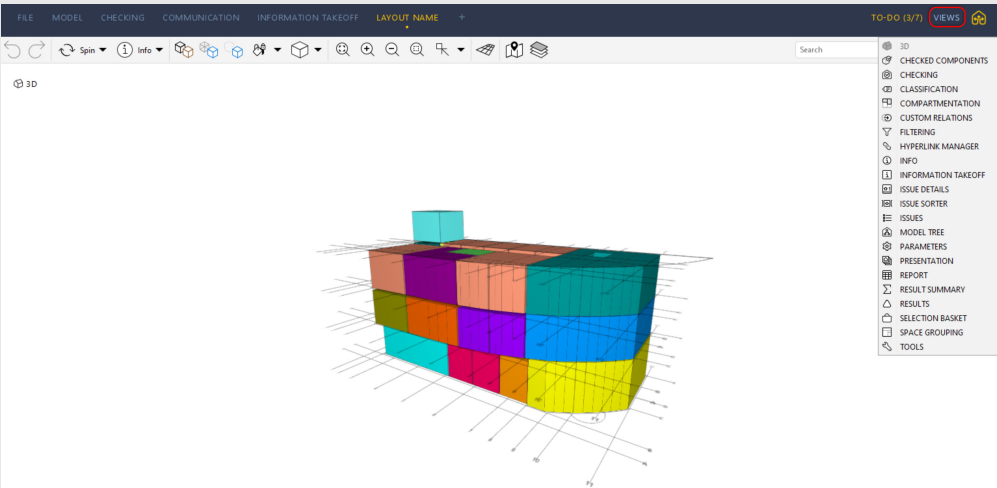 FILE MODEL CHECKING COMMUNICATION INFORMATION TAKEOFF LAYOUT NAME + TO-DO (3/7) VIEWS
Spin Info Search
3D
3D
CHECKED COMPONENTS
CHECKING
CLASSIFICATION
COMPARTMENTATION
CUSTOM RELATIONS
FILTERING
HYPERLINK MANAGER
INFO
INFORMATION TAKEOFF
ISSUE DETAILS
ISSUE SORTER
ISSUES
MODEL TREE
PARAMETERS
PRESENTATION
REPORT
RESULT SUMMARY
RESULTS
SELECTION BASKET
SPACE GROUPING
TOOLS